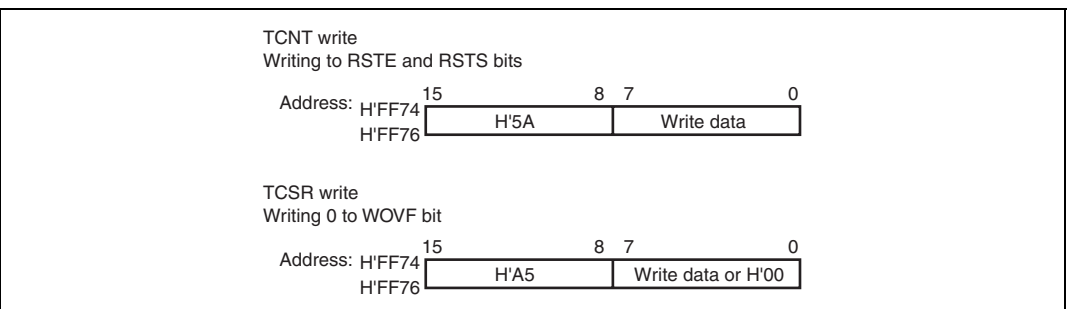 TCNT write
Writing to RSTE and RSTS bits
15 8 7 0
Address: H'FF74 H'5A Write data
H'FF76
TCSR write
Writing 0 to WOVF bit
15 8 7 0
Address: H'FF74 H'A5 Write data or H'00
H'FF76